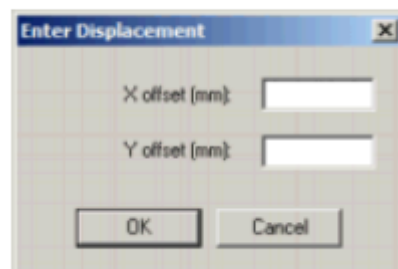 Enter Displacement
X offset (mm):
Y offset (mm):
OK Cancel